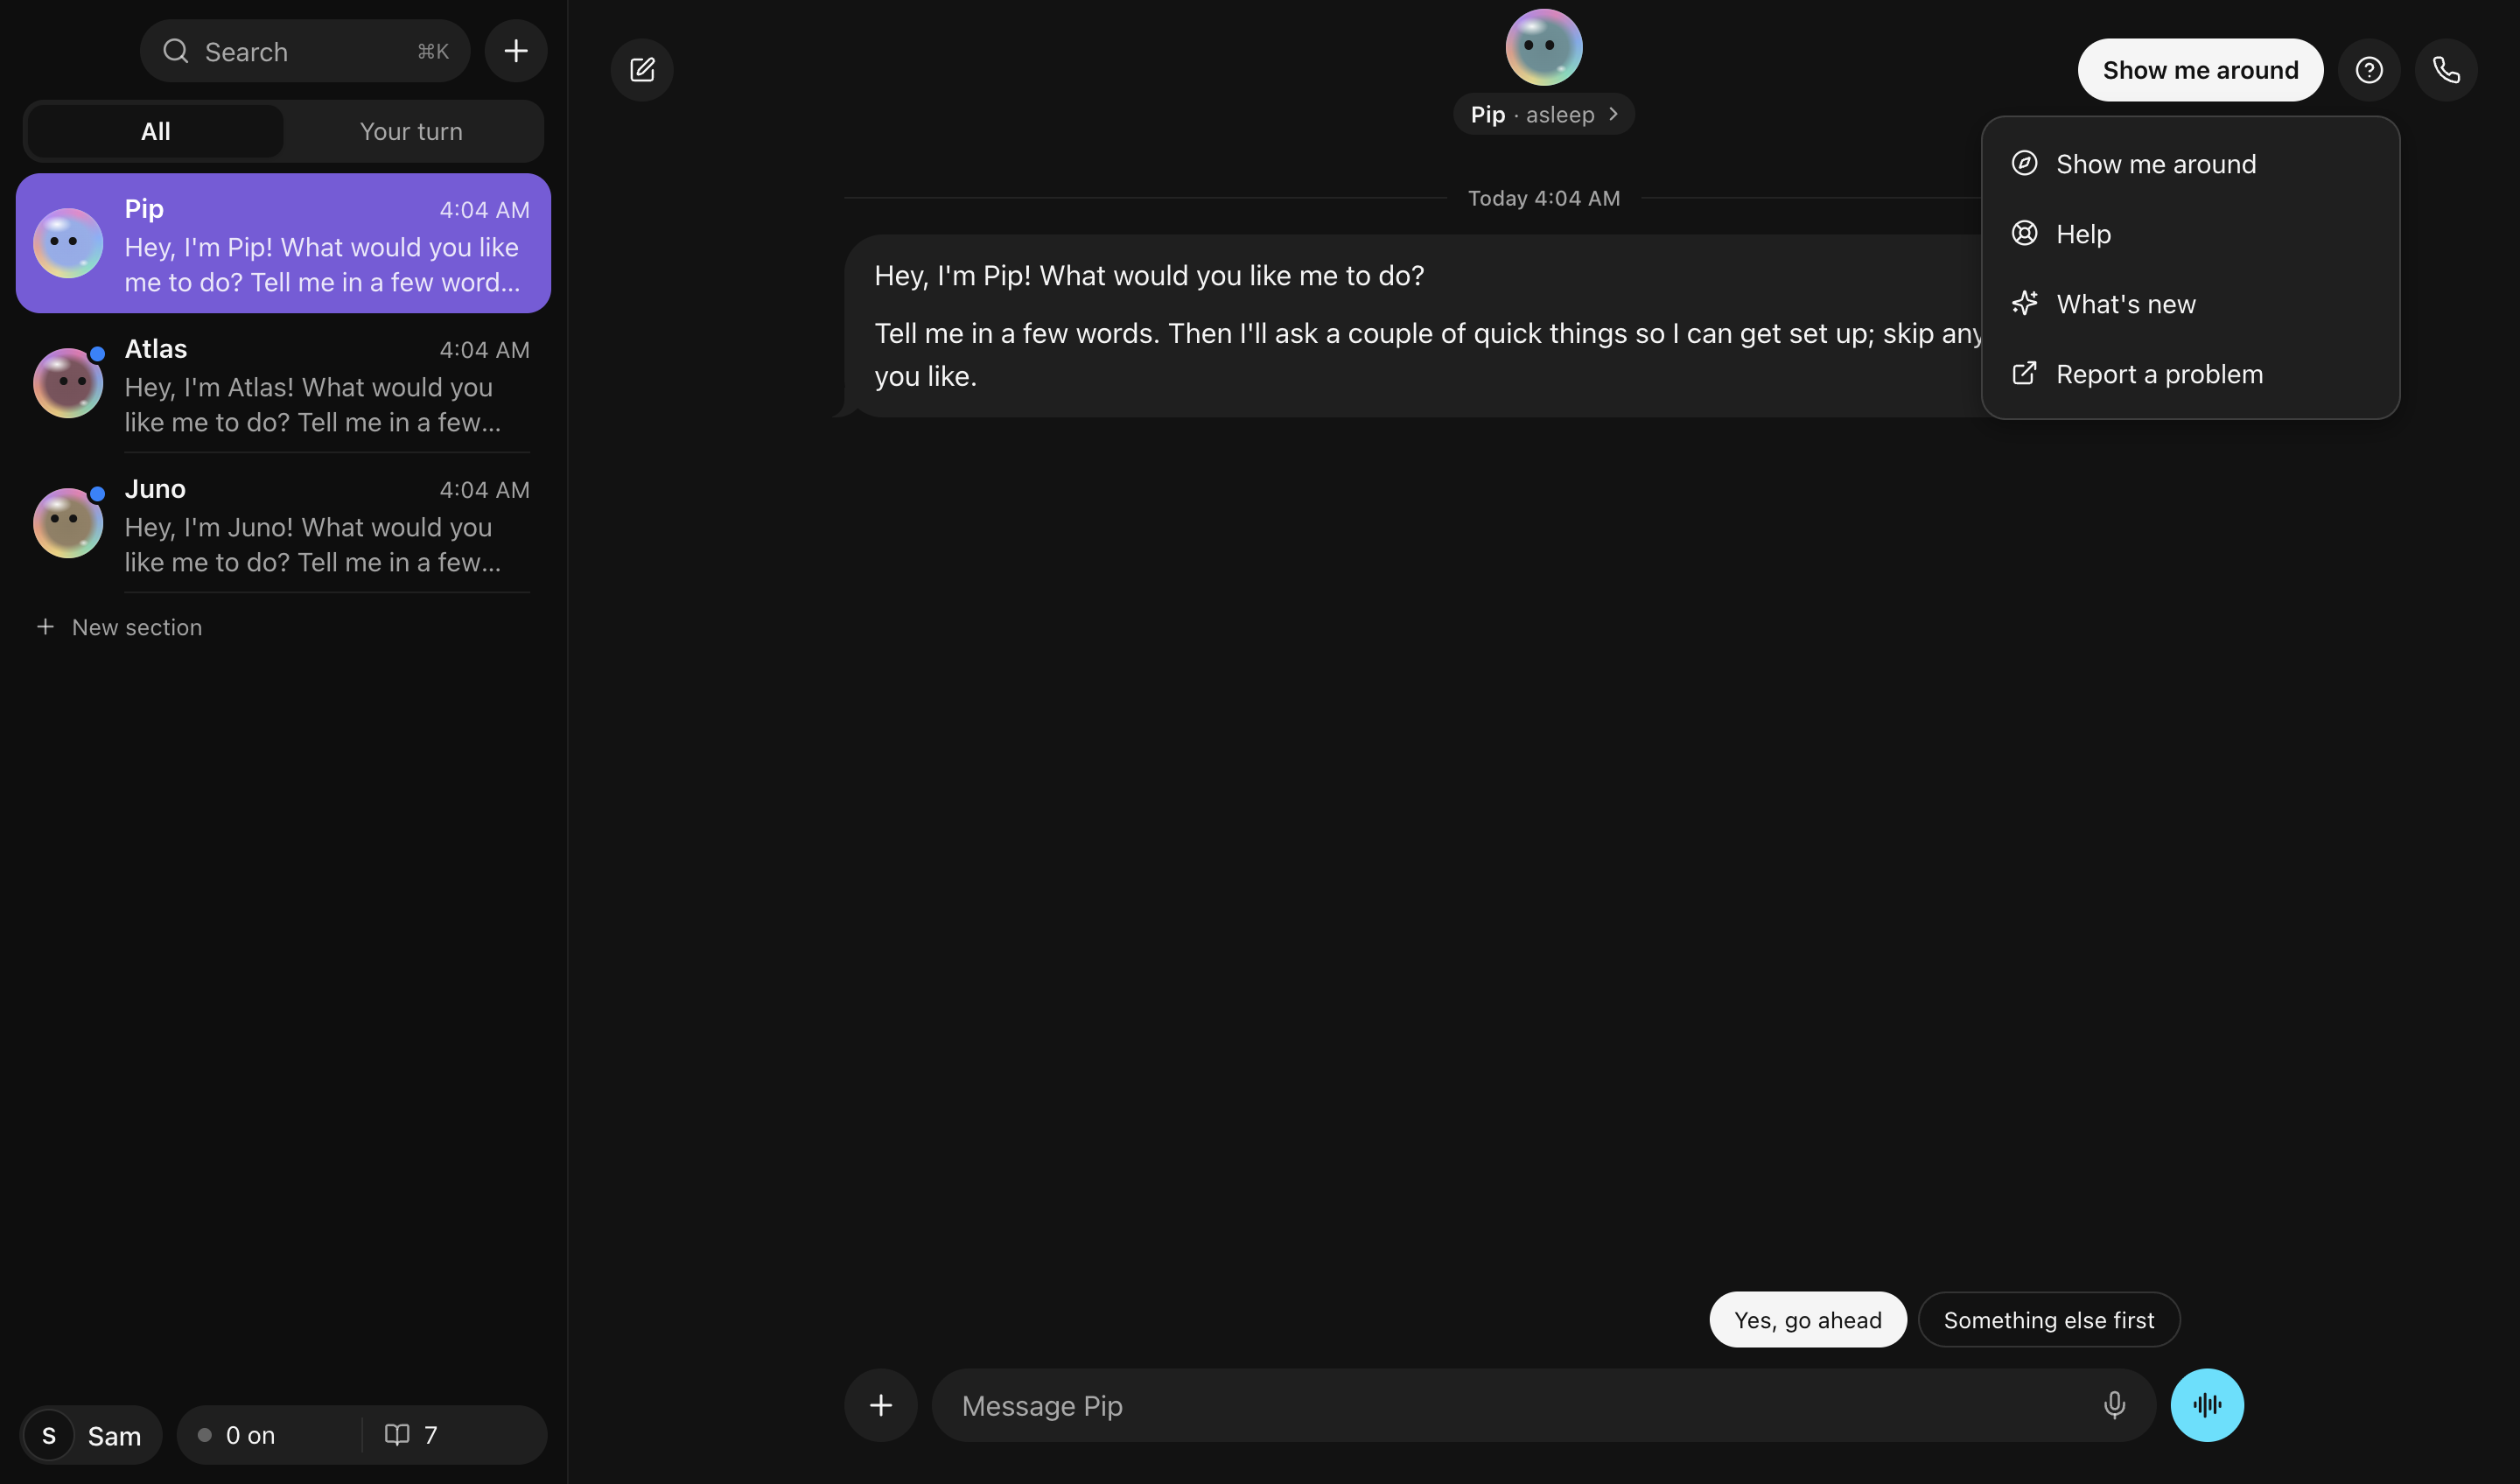 Search ⌘K
All
Your turn
Pip 4:04 AM
Hey, I'm Pip! What would you like
me to do? Tell me in a few word...
Atlas 4:04 AM
Hey, I'm Atlas! What would you
like me to do? Tell me in a few...
Juno 4:04 AM
Hey, I'm Juno! What would you
like me to do? Tell me in a few...
New section
S Sam
0 on
7
Pip · asleep
Show me around
Show me around
Help
What's new
Report a problem
Today 4:04 AM
Hey, I'm Pip! What would you like me to do?
Tell me in a few words. Then I'll ask a couple of quick things so I can get set up; skip any
you like.
Yes, go ahead
Something else first
Message Pip